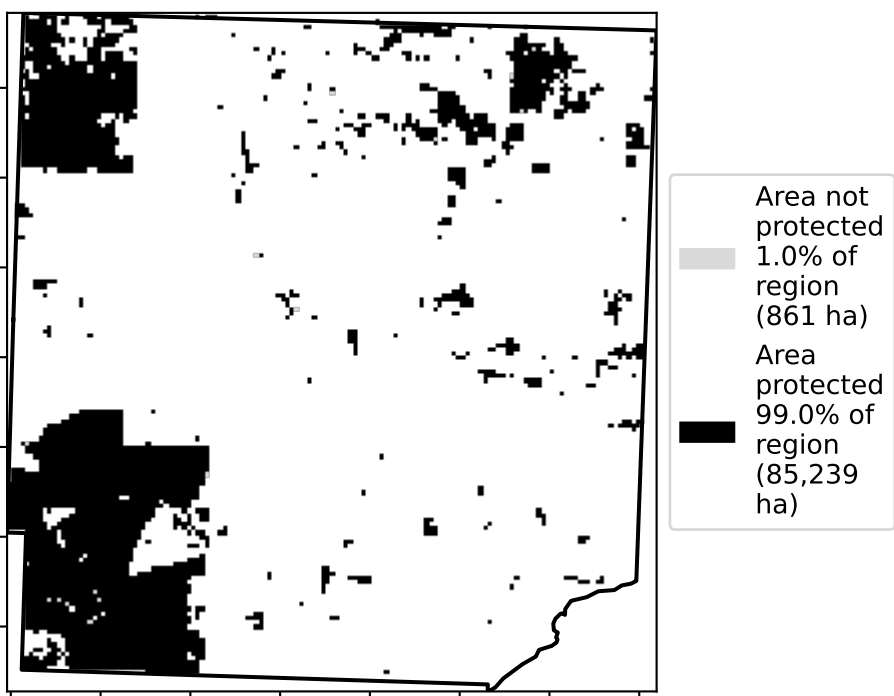 Area not
protected
1.0% of
region
(861 ha)
Area
protected
99.0% of
region
(85,239
ha)